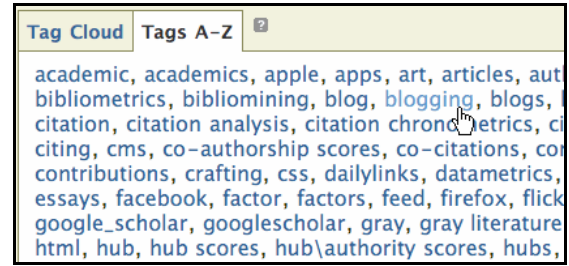 Tag Cloud Tags A-Z ?
academic, academics, apple, apps, art, articles,
bibliometrics, bibliomining, blog, blogging, blogs,
citation, citation analysis, citation chronometrics,
citing, cms, co-authorship scores, co-citations,
contributions, crafting, css, dailylinks, datametrics,
essays, facebook, factor, factors, feed, firefox,
google_scholar, googlescholar, gray, gray literature
html, hub, hub scores, hub\authority scores, hubs,